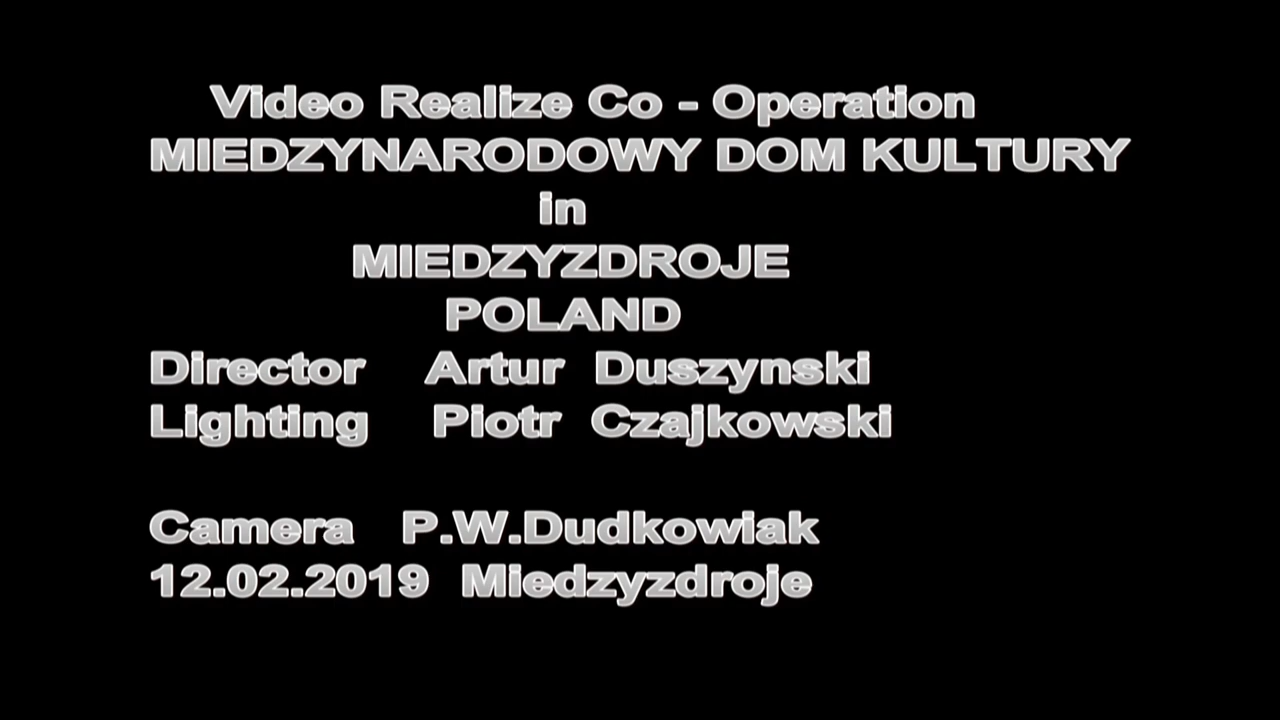 Video Realize Co - Operation
MIEDZYNARODOWY DOM KULTURY
in
MIEDZYZDROJE
POLAND
Director Artur Duszynski
Lighting Piotr Czajkowski
Camera P.W.Dudkowiak
12.02.2019 Miedzyzdroje